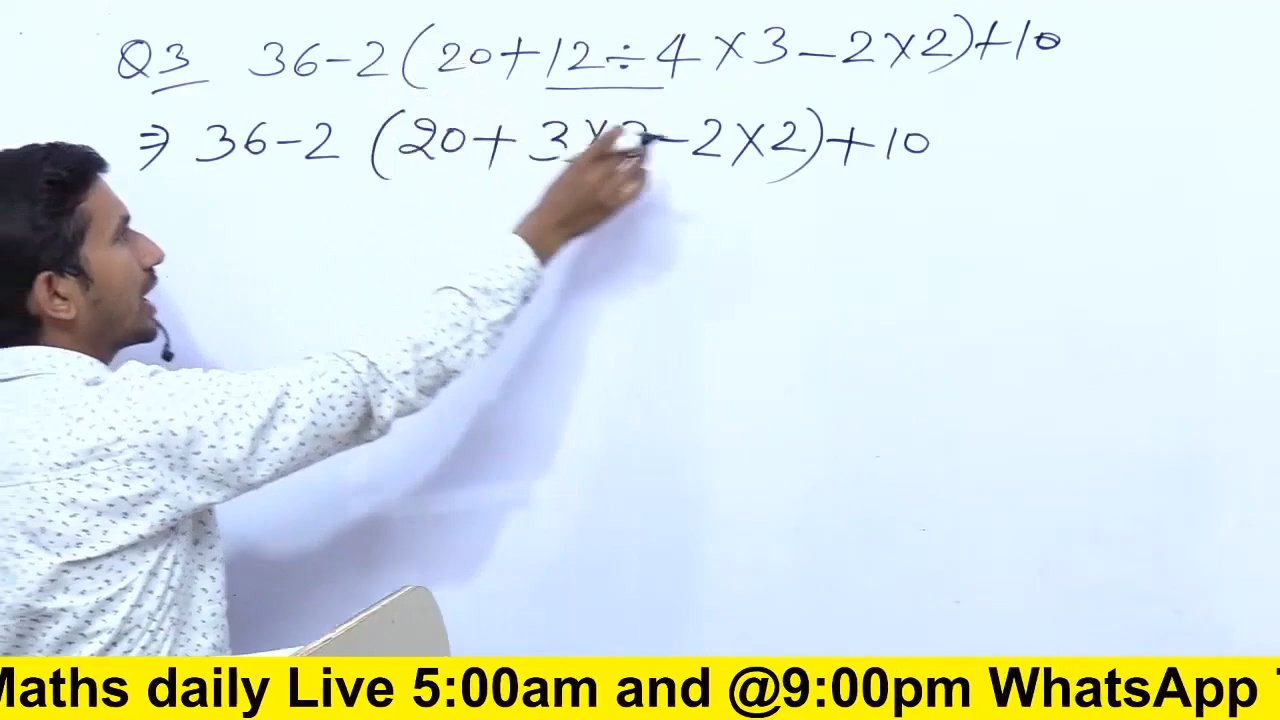 Q3 36-2(20+12÷4×3-2×2)+10
⇒ 36-2 (20+3×3-2×2)+10
Maths daily Live 5:00am and @9:00pm WhatsApp